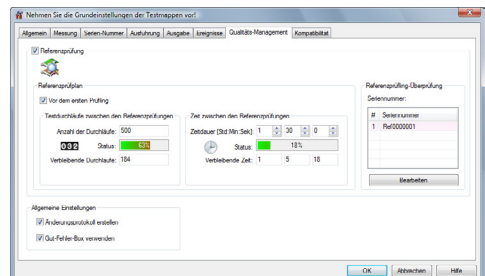 Nehmen Sie die Grundeinstellungen der Testmappen vor!
Allgemein Messung Serien-Nummer Ausführung Ausgabe Ereignisse Qualitäts-Management Kompatibilität
Referenzprüfung
Referenzprüfplan
Vor dem ersten Prüfling
Testdurchläufe zwischen den Referenzprüfungen
Anzahl der Durchläufe: 500
032 Status: 63%
Verbleibende Durchläufe: 184
Zeit zwischen den Referenzprüfungen
Zeitdauer [Std:Min:Sek]: 1 30 0
Status: 18%
Verbleibende Zeit: 1 5 18
Referenzprüfling-Überprüfung
Seriennummer:
# Seriennummer
1 Ref0000001
Bearbeiten
Allgemeine Einstellungen
Änderungsprotokoll erstellen
Gut-Fehler-Box verwenden
OK Abbrechen Hilfe